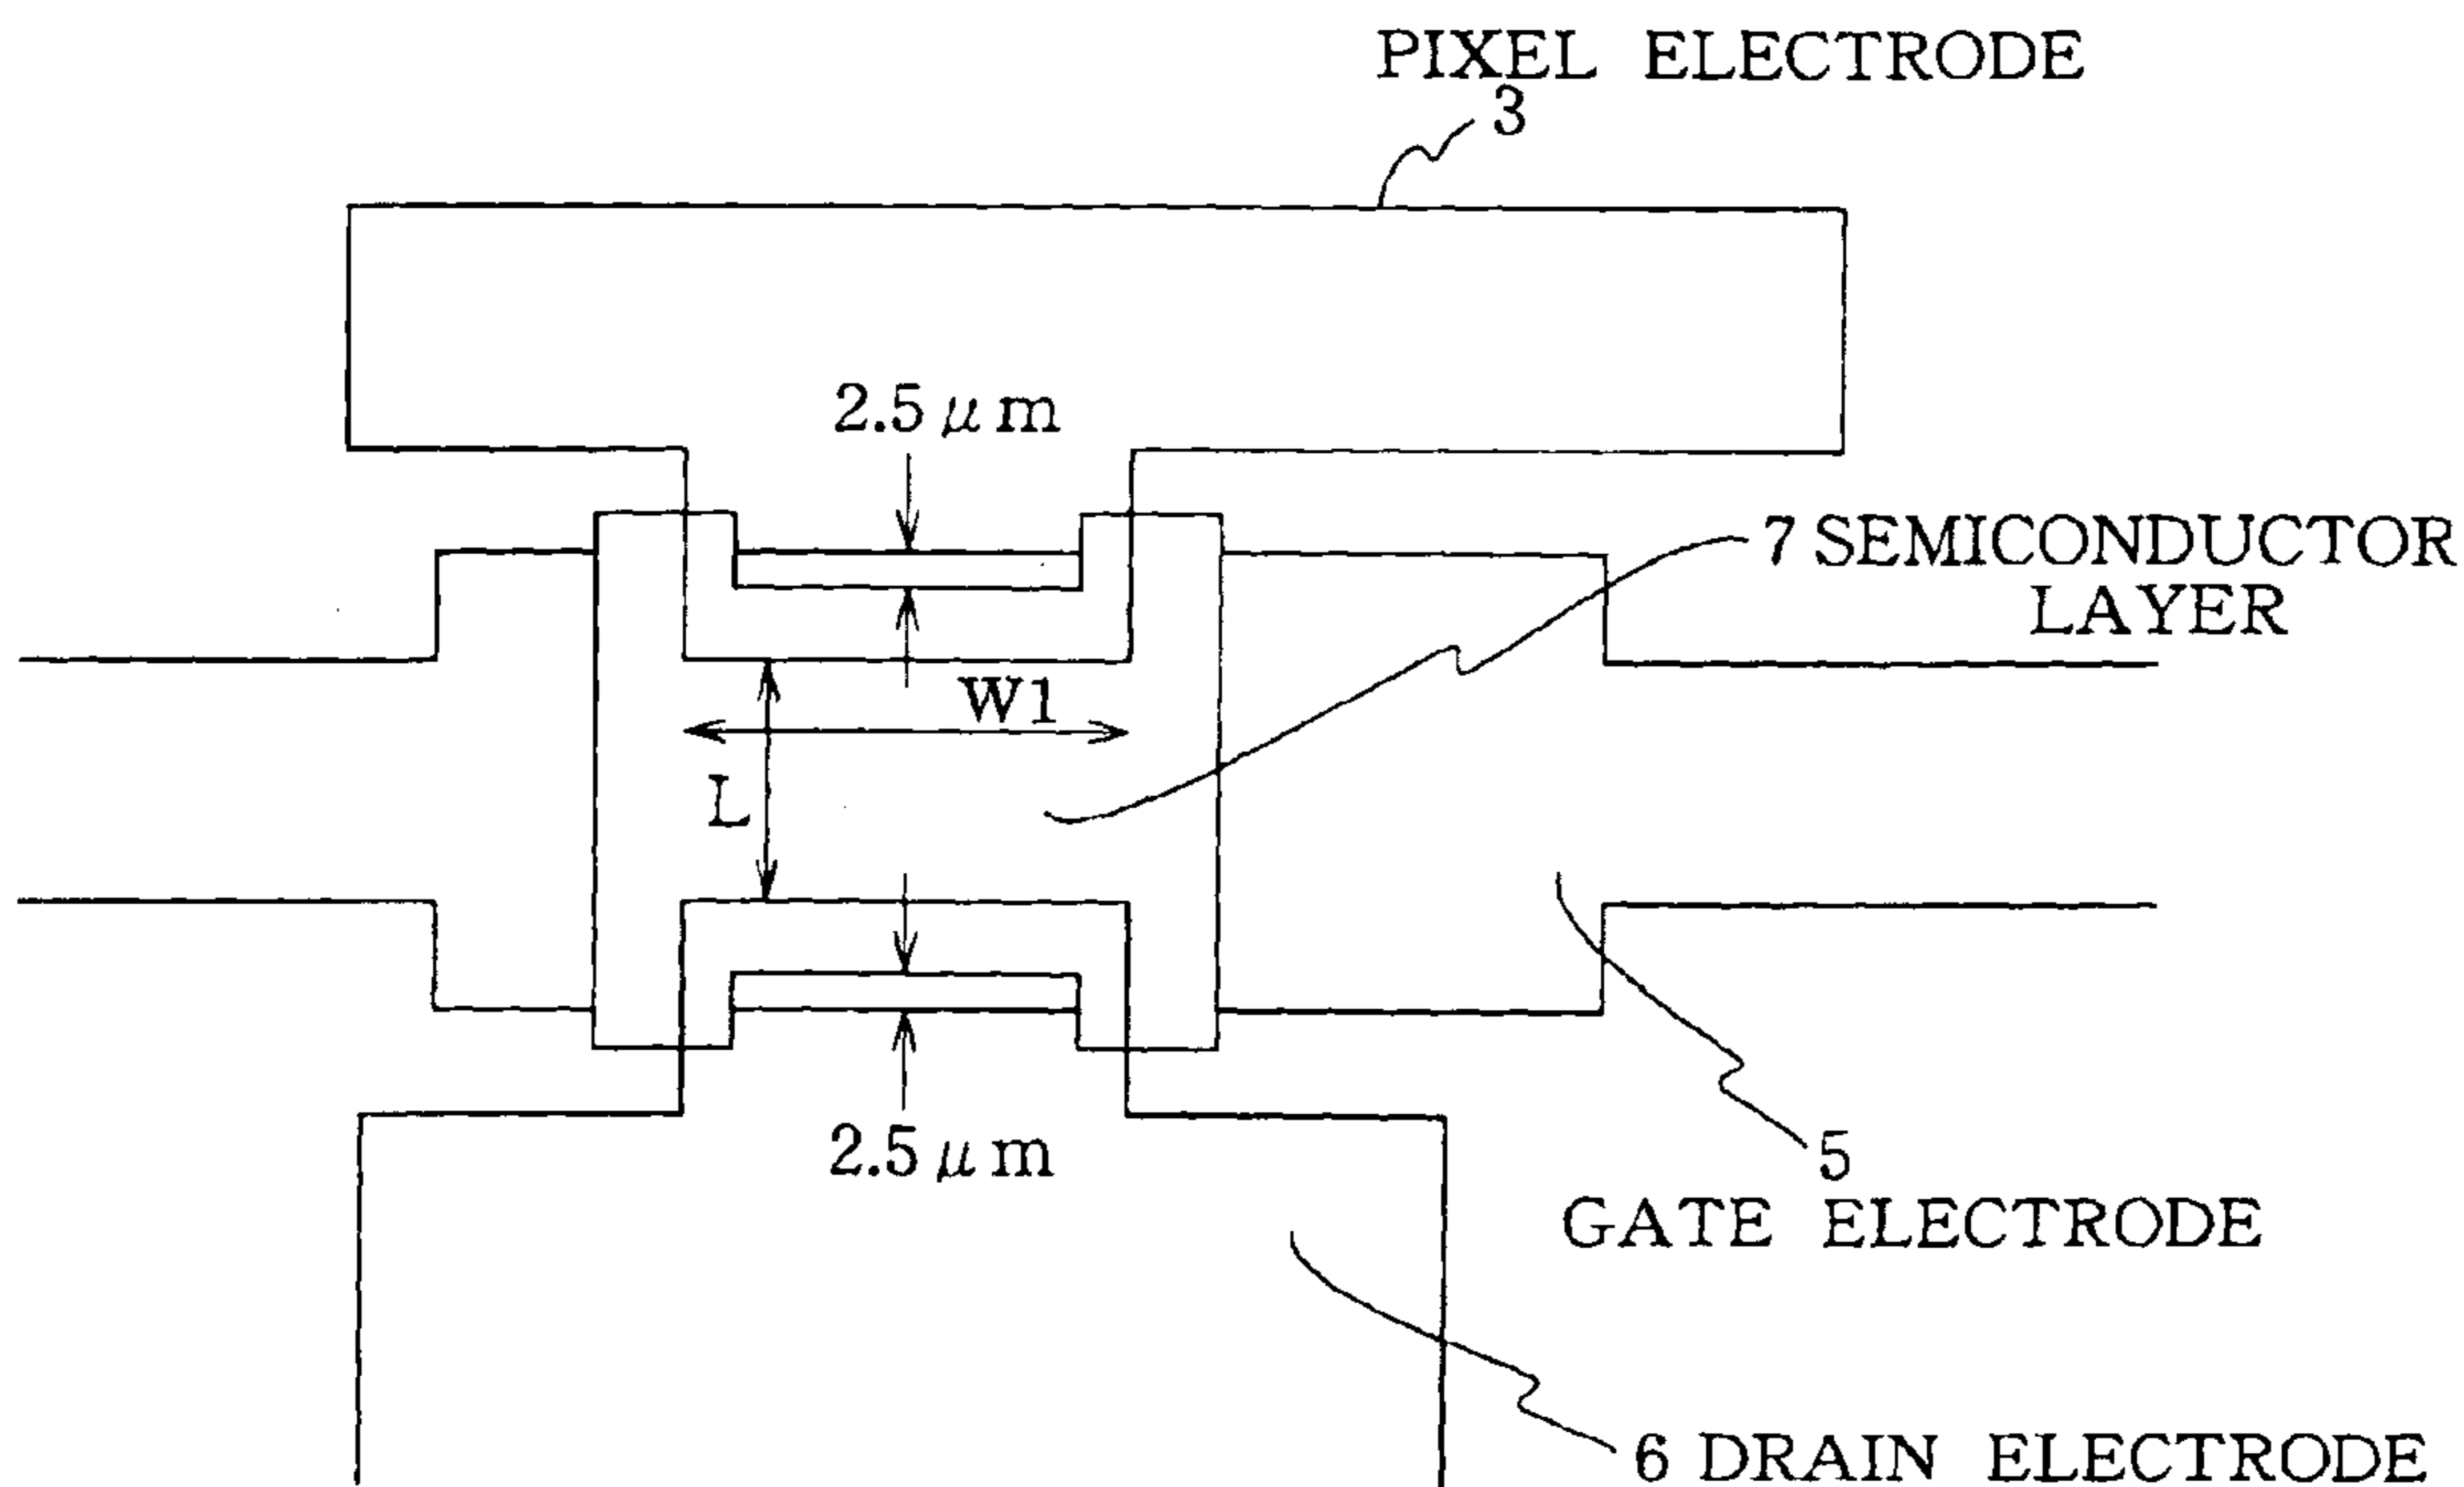 PIXEL ELECTRODE
3
2.5 μm
7 SEMICONDUCTOR
LAYER
W1
L
2.5 μm
5
GATE ELECTRODE
6 DRAIN ELECTRODE